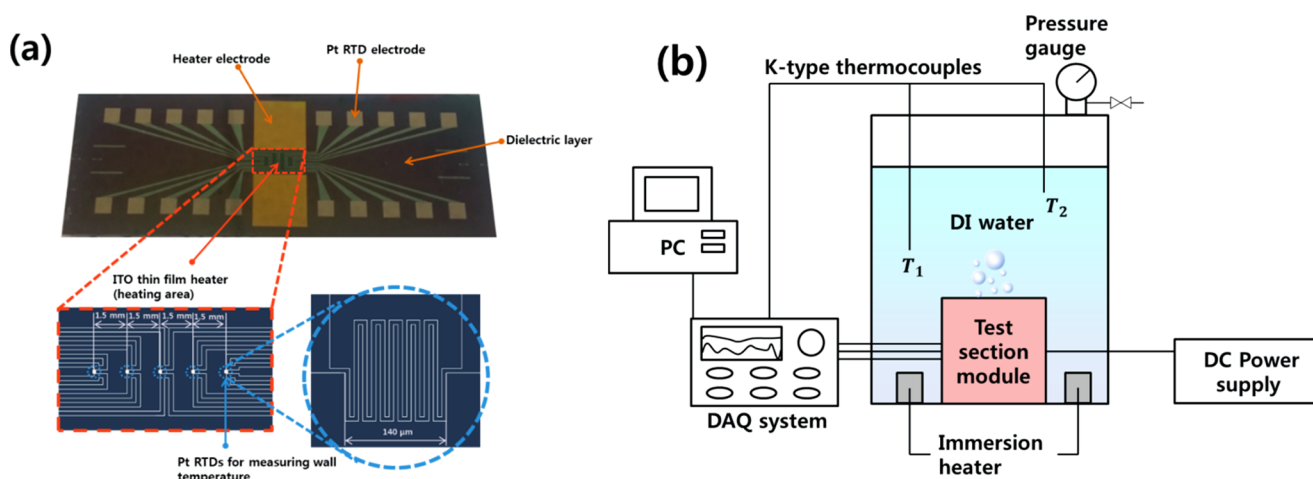 (a)
Heater electrode
Pt RTD electrode
Dielectric layer
ITO thin film heater
(heating area)
1.5 mm 1.5 mm 1.5 mm 1.5 mm
140 μm
Pt RTDs for measuring wall
temperature
(b)
Pressure
gauge
K-type thermocouples
PC
T1
T2
DI water
Test
section
module
DC Power
supply
DAQ system
Immersion
heater